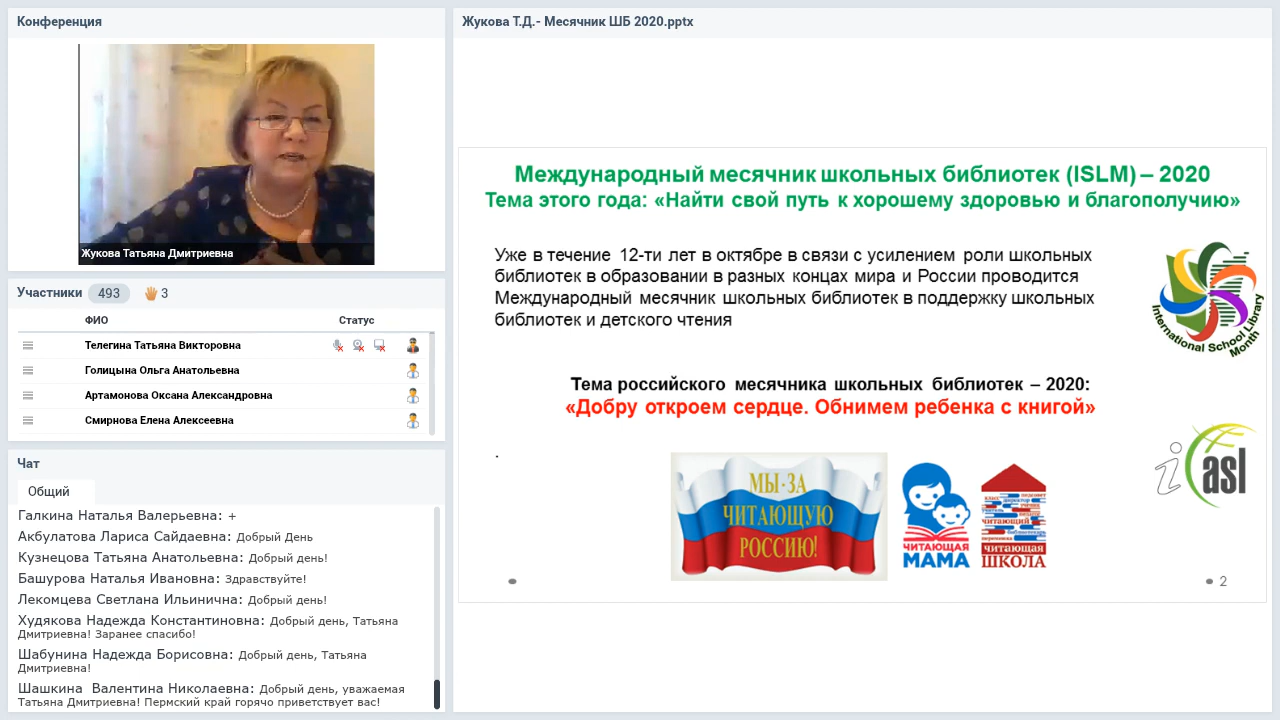 Конференция
Жукова Татьяна Дмитриевна
Участники 493 3
ФИО Статус
Телегина Татьяна Викторовна
Голицына Ольга Анатольевна
Артамонова Оксана Александровна
Смирнова Елена Алексеевна
Чат
Общий
Галкина Наталья Валерьевна: +
Акбулатова Лариса Сайдаевна: Добрый День
Кузнецова Татьяна Анатольевна: Добрый день!
Башурова Наталья Ивановна: Здравствуйте!
Лекомцева Светлана Ильинична: Добрый день!
Худякова Надежда Константиновна: Добрый день, Татьяна
Дмитриевна! Заранее спасибо!
Шабунина Надежда Борисовна: Добрый день, Татьяна
Дмитриевна!
Шашкина Валентина Николаевна: Добрый день, уважаемая
Татьяна Дмитриевна! Пермский край горячо приветствует вас!
Жукова Т.Д.- Месячник ШБ 2020.pptx
Международный месячник школьных библиотек (ISLM) – 2020
Тема этого года: «Найти свой путь к хорошему здоровью и благополучию»
Уже в течение 12-ти лет в октябре в связи с усилением роли школьных
библиотек в образовании в разных концах мира и России проводится
Международный месячник школьных библиотек в поддержку школьных
библиотек и детского чтения
International School Library
Month
Тема российского месячника школьных библиотек – 2020:
«Добру откроем сердце. Обнимем ребенка с книгой»
.
iasl
МЫ-ЗА
ЧИТАЮЩУЮ
РОССИЮ!
ЧИТАЮЩАЯ
МАМА
читающий
ЧИТАЮЩАЯ
ШКОЛА
2